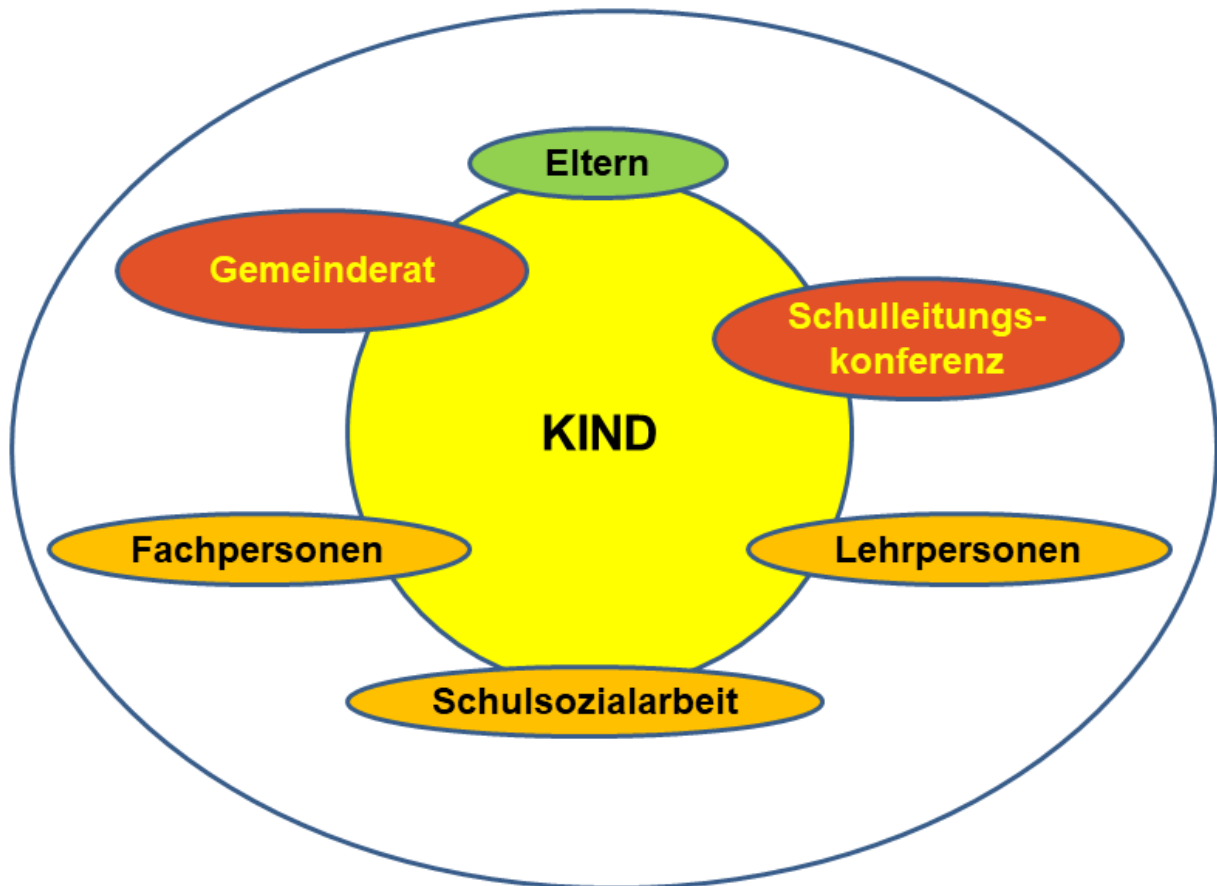 Eltern
Gemeinderat
Schulleitungs-
konferenz
KIND
Fachpersonen
Lehrpersonen
Schulsozialarbeit